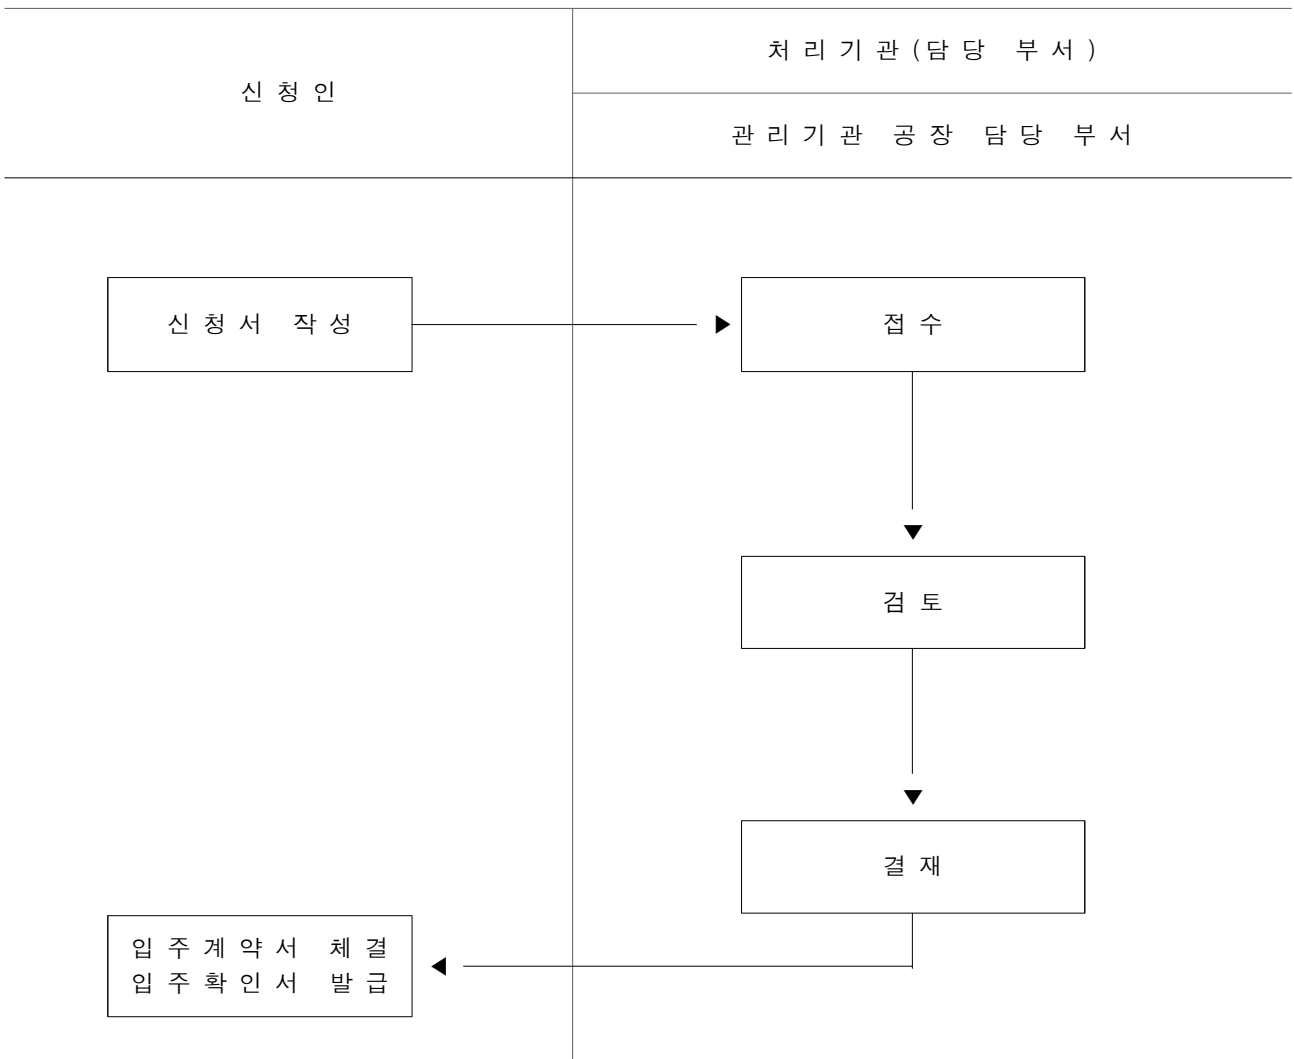 신청인
처리기관(담당 부서)
관리기관 공장 담당 부서
신청서 작성
접수
검토
결재
입주계약서 체결
입주확인서 발급